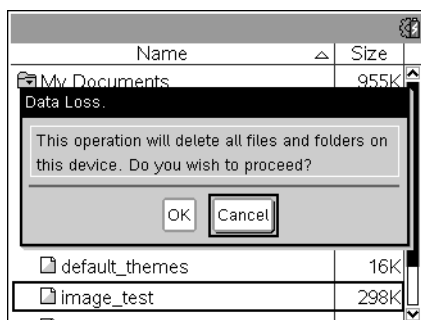 Name Size
My Documents 955K
Data Loss.
This operation will delete all files and folders on
this device. Do you wish to proceed?
OK Cancel
default_themes 16K
image_test 298K